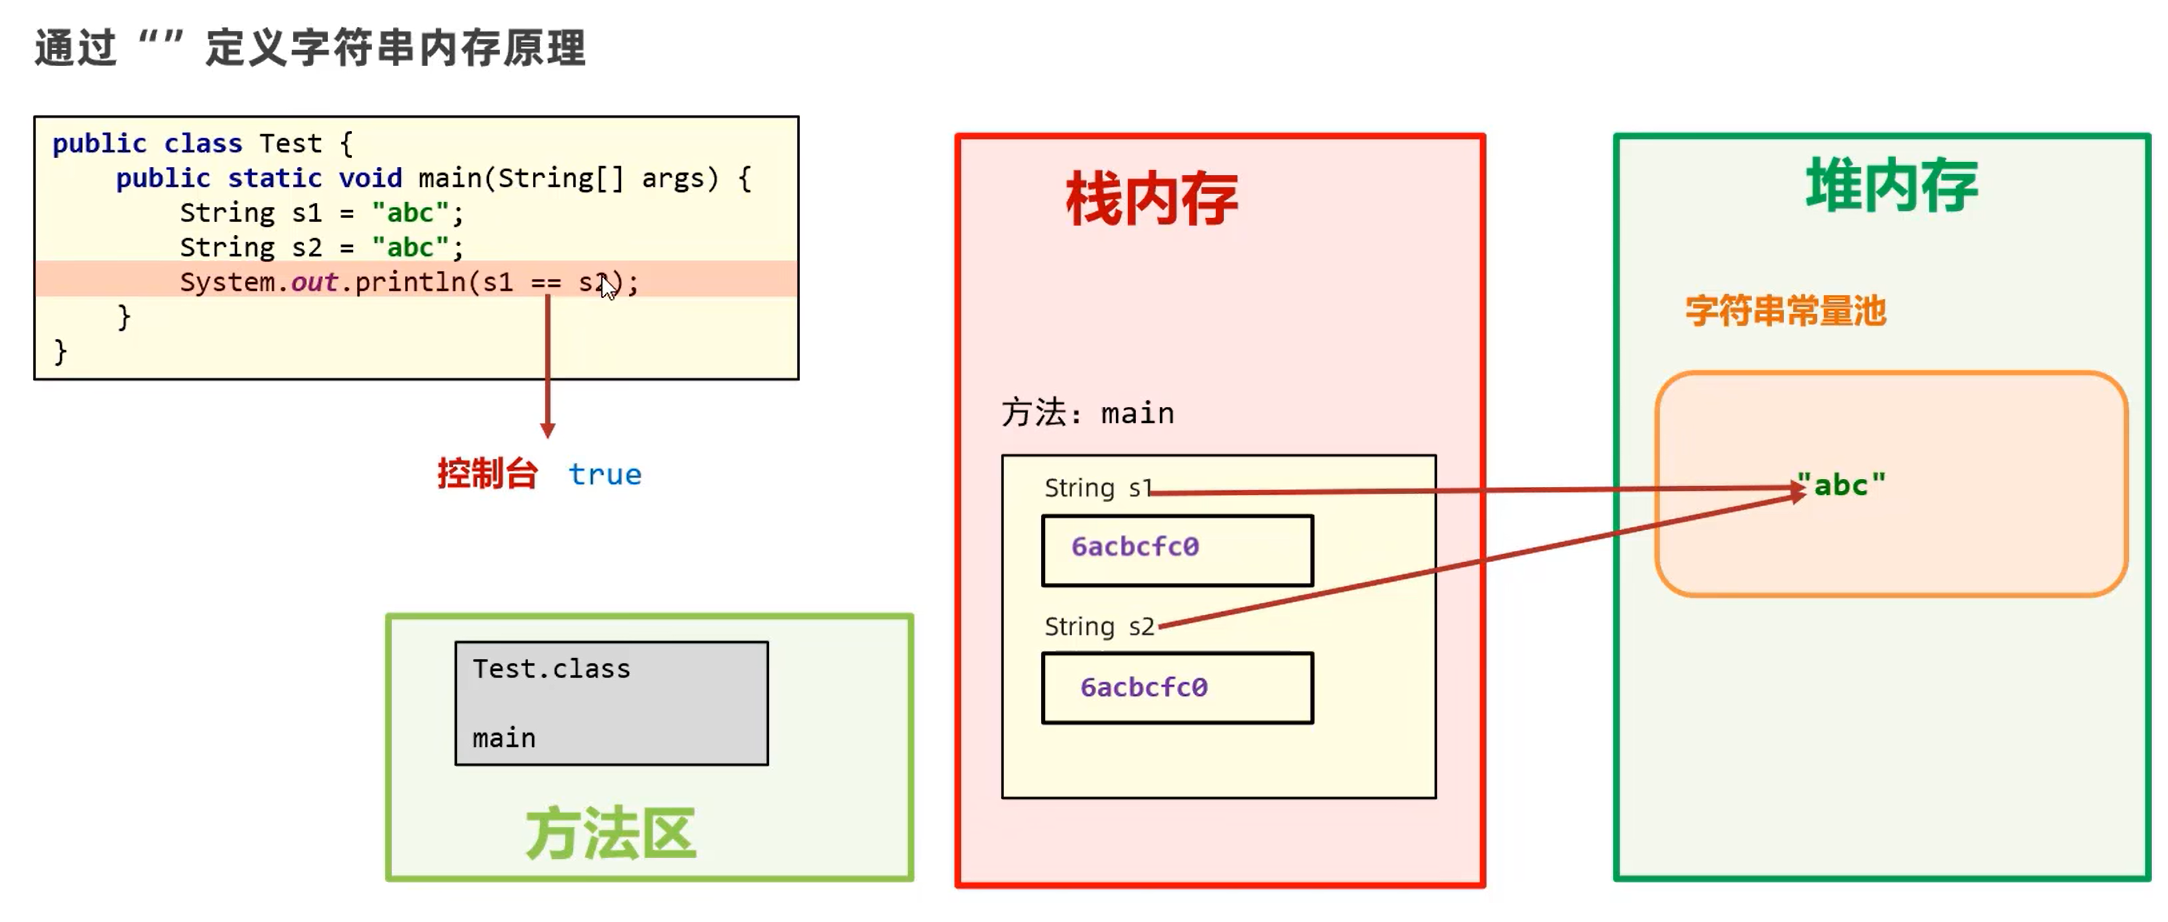 通过“”定义字符串内存原理
public class Test {
    public static void main(String[] args) {
        String s1 = "abc";
        String s2 = "abc";
        System.out.println(s1 == s2);
    }
}
控制台 true
Test.class
main
方法区
栈内存
方法：main
String s1
6acbcfc0
String s2
6acbcfc0
堆内存
字符串常量池
"abc"